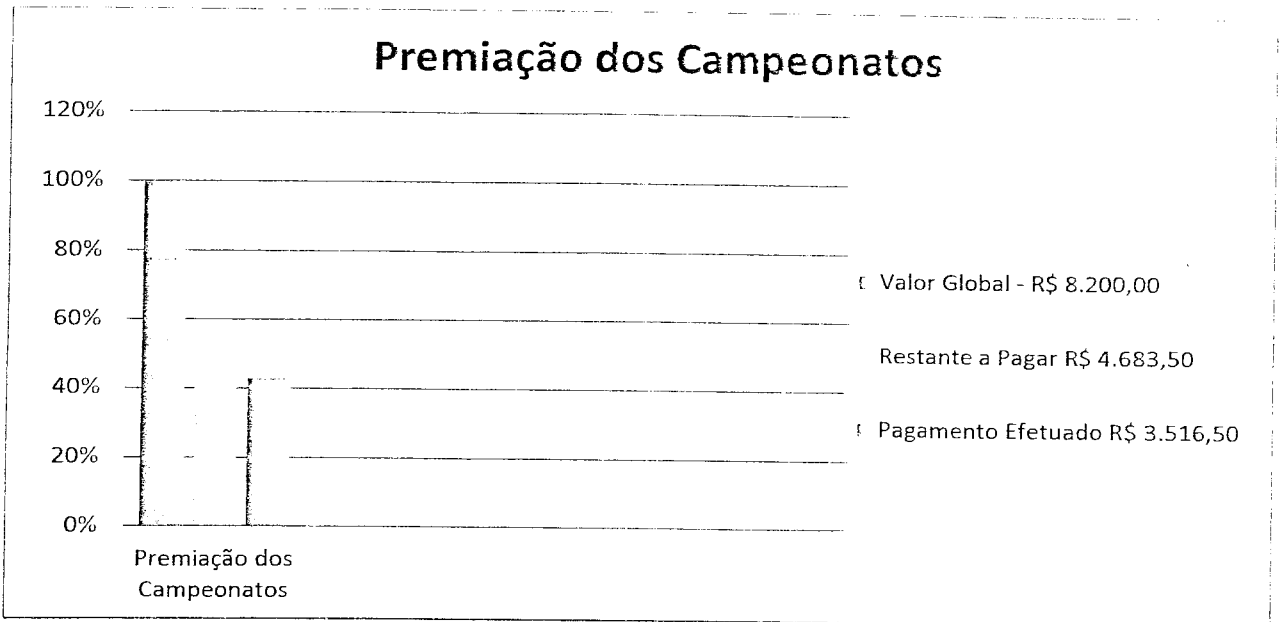 Premiação dos Campeonatos
120%
100%
80%
60%
40%
20%
0%
Premiação dos
Campeonatos
Valor Global - R$ 8.200,00
Restante a Pagar R$ 4.683,50
Pagamento Efetuado R$ 3.516,50